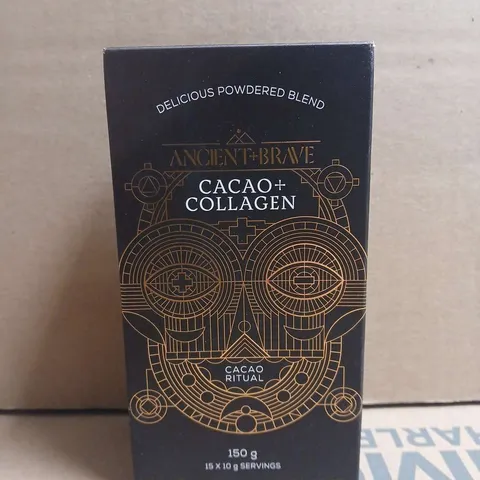 DELICIOUS POWDERED BLEND
ANCIENT+BRAVE
CACAO+
COLLAGEN
CACAO
RITUAL
150 g
15 X 10 g SERVINGS